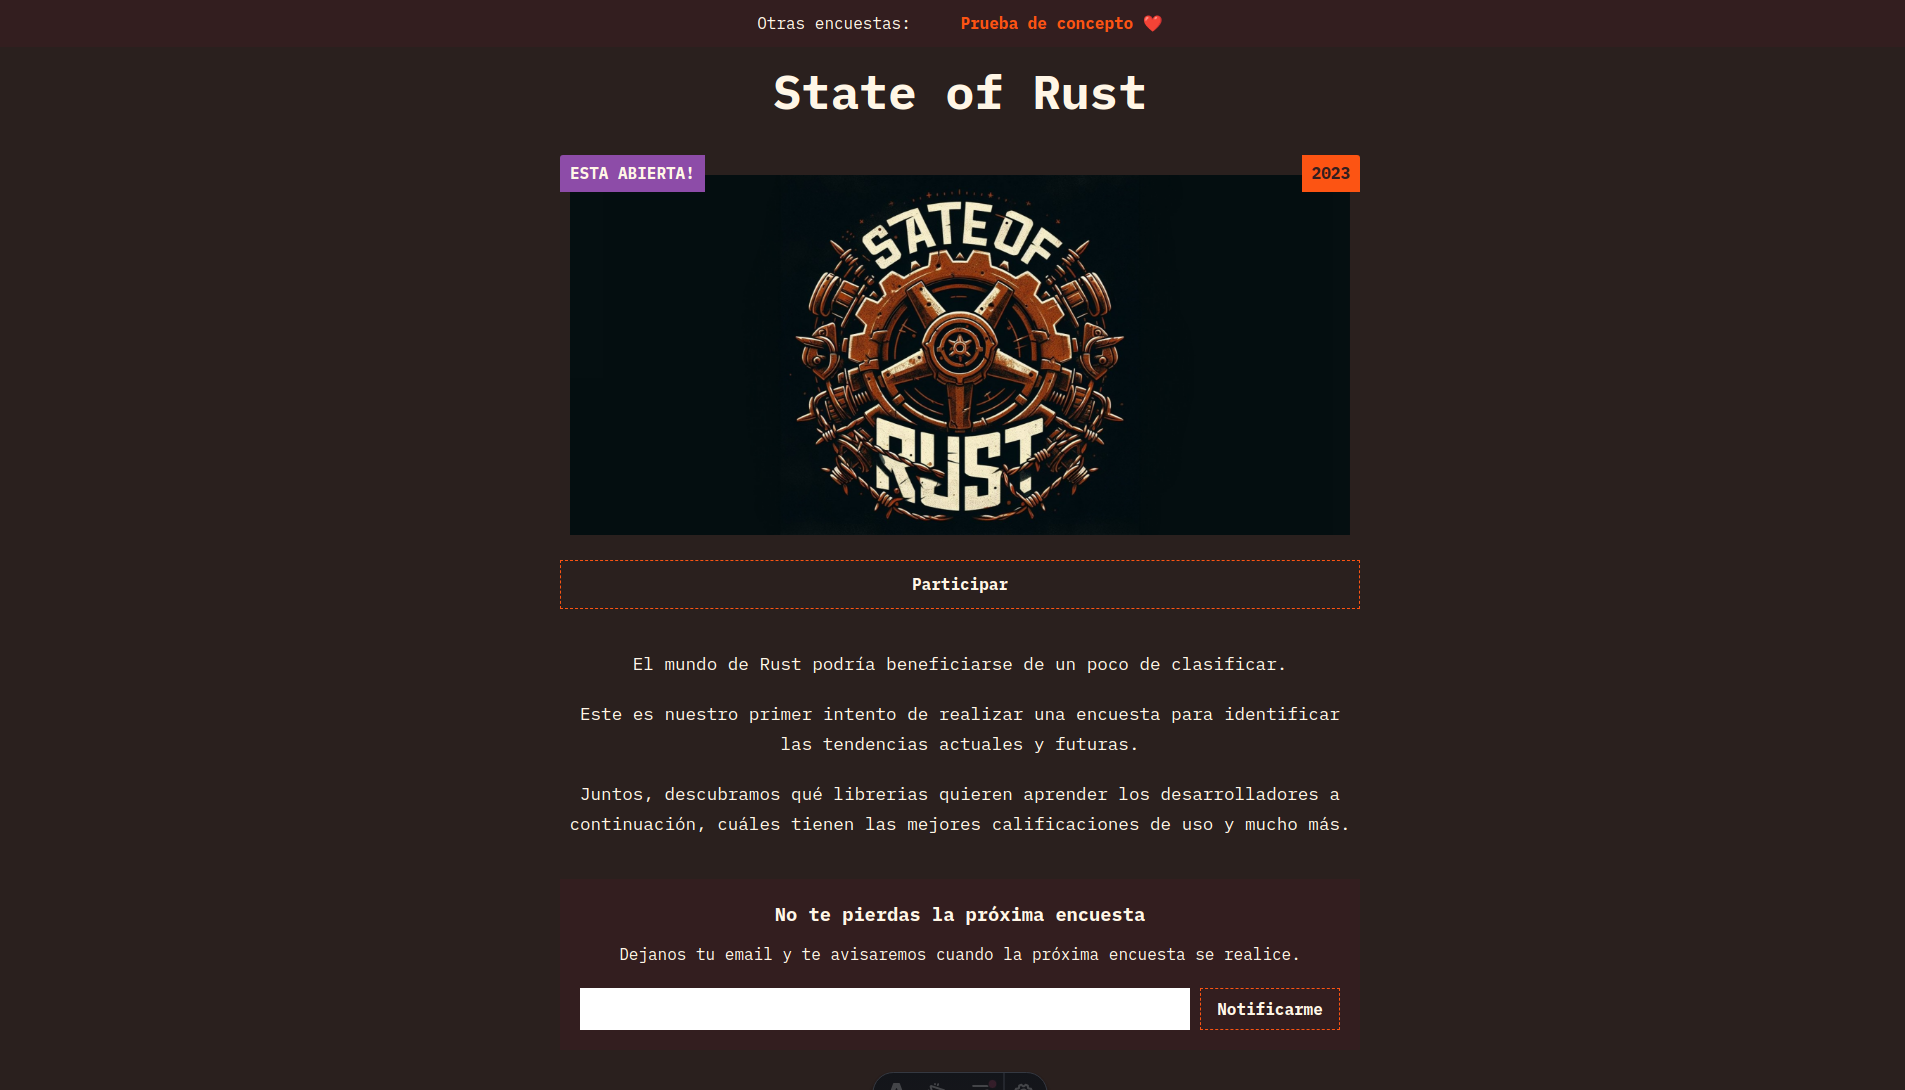 Otras encuestas: Prueba de concepto ❤️
State of Rust
ESTA ABIERTA!
2023
SATE OF
RUST
Participar
El mundo de Rust podría beneficiarse de un poco de clasificar.
Este es nuestro primer intento de realizar una encuesta para identificar
las tendencias actuales y futuras.
Juntos, descubramos qué librerias quieren aprender los desarrolladores a
continuación, cuáles tienen las mejores calificaciones de uso y mucho más.
No te pierdas la próxima encuesta
Dejanos tu email y te avisaremos cuando la próxima encuesta se realice.
Notificarme